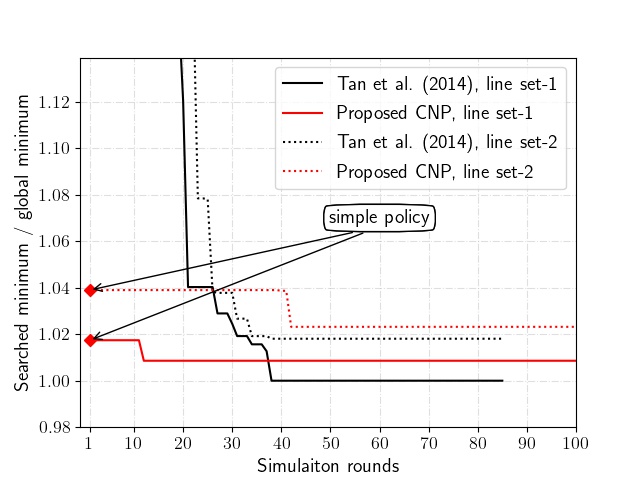 Tan et al. (2014), line set-1
Proposed CNP, line set-1
Tan et al. (2014), line set-2
Proposed CNP, line set-2
simple policy
Searched minimum / global minimum
1.12
1.10
1.08
1.06
1.04
1.02
1.00
0.98
1 10 20 30 40 50 60 70 80 90 100
Simulaiton rounds